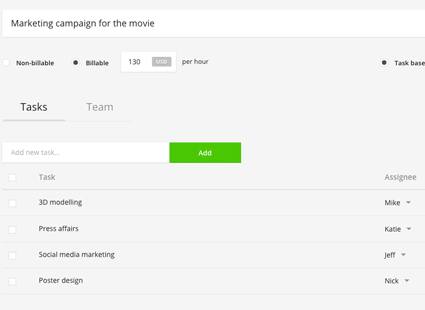 Marketing campaign for the movie
Non-billable Billable 130 USD per hour Task base
Tasks Team
Add new task... Add
Task Assignee
3D modelling Mike
Press affairs Katie
Social media marketing Jeff
Poster design Nick